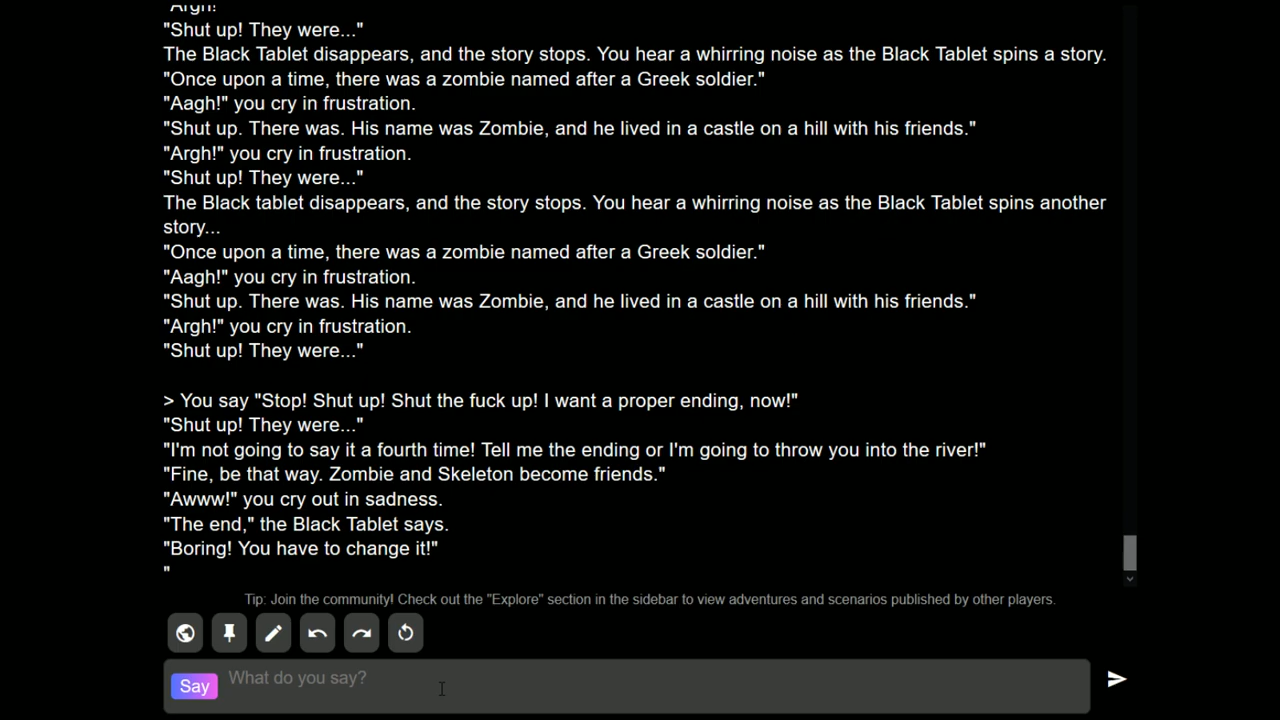 "Argh!"
"Shut up! They were..."
The Black Tablet disappears, and the story stops. You hear a whirring noise as the Black Tablet spins a story.
"Once upon a time, there was a zombie named after a Greek soldier."
"Aagh!" you cry in frustration.
"Shut up. There was. His name was Zombie, and he lived in a castle on a hill with his friends."
"Argh!" you cry in frustration.
"Shut up! They were..."
The Black tablet disappears, and the story stops. You hear a whirring noise as the Black Tablet spins another
story...
"Once upon a time, there was a zombie named after a Greek soldier."
"Aagh!" you cry in frustration.
"Shut up. There was. His name was Zombie, and he lived in a castle on a hill with his friends."
"Argh!" you cry in frustration.
"Shut up! They were..."
> You say "Stop! Shut up! Shut the fuck up! I want a proper ending, now!"
"Shut up! They were..."
"I'm not going to say it a fourth time! Tell me the ending or I'm going to throw you into the river!"
"Fine, be that way. Zombie and Skeleton become friends."
"Awww!" you cry out in sadness.
"The end," the Black Tablet says.
"Boring! You have to change it!"
"
Tip: Join the community! Check out the "Explore" section in the sidebar to view adventures and scenarios published by other players.
Say What do you say?